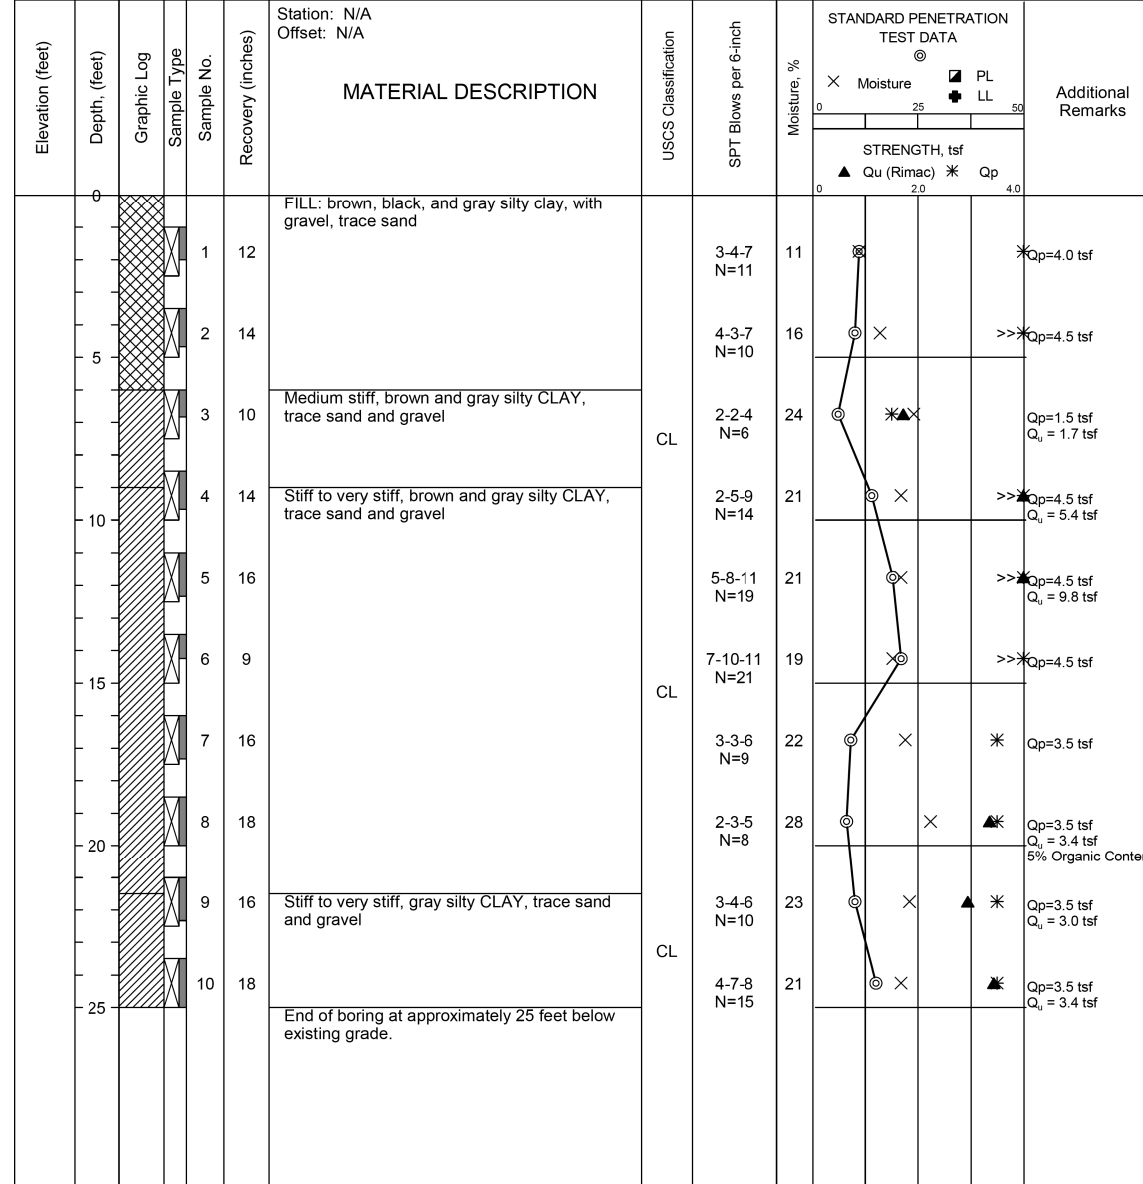 Station: N/A
Offset: N/A
Elevation (feet)
Depth, (feet)
Graphic Log
Sample Type
Sample No.
Recovery (inches)
MATERIAL DESCRIPTION
USCS Classification
SPT Blows per 6-inch
Moisture, %
STANDARD PENETRATION
TEST DATA
Moisture
PL
LL
0 25 50
STRENGTH, tsf
Qu (Rimac) Qp
0 2.0 4.0
Additional
Remarks
0
FILL: brown, black, and gray silty clay, with
gravel, trace sand
1 12 3-4-7 11 Qp=4.0 tsf
N=11
2 14 4-3-7 16 >> Qp=4.5 tsf
N=10
5
Medium stiff, brown and gray silty CLAY,
trace sand and gravel
3 10 2-2-4 24 Qp=1.5 tsf
N=6 Qu = 1.7 tsf
CL
Stiff to very stiff, brown and gray silty CLAY,
trace sand and gravel
4 14 2-5-9 21 >> Qp=4.5 tsf
N=14 Qu = 5.4 tsf
10
5 16 5-8-11 21 >> Qp=4.5 tsf
N=19 Qu = 9.8 tsf
6 9 7-10-11 19 >> Qp=4.5 tsf
N=21
15
CL
7 16 3-3-6 22 Qp=3.5 tsf
N=9
8 18 2-3-5 28 Qp=3.5 tsf
N=8 Qu = 3.4 tsf
20
5% Organic Conte
Stiff to very stiff, gray silty CLAY, trace sand
and gravel
9 16 3-4-6 23 Qp=3.5 tsf
N=10 Qu = 3.0 tsf
CL
10 18 4-7-8 21 Qp=3.5 tsf
N=15 Qu = 3.4 tsf
25
End of boring at approximately 25 feet below
existing grade.